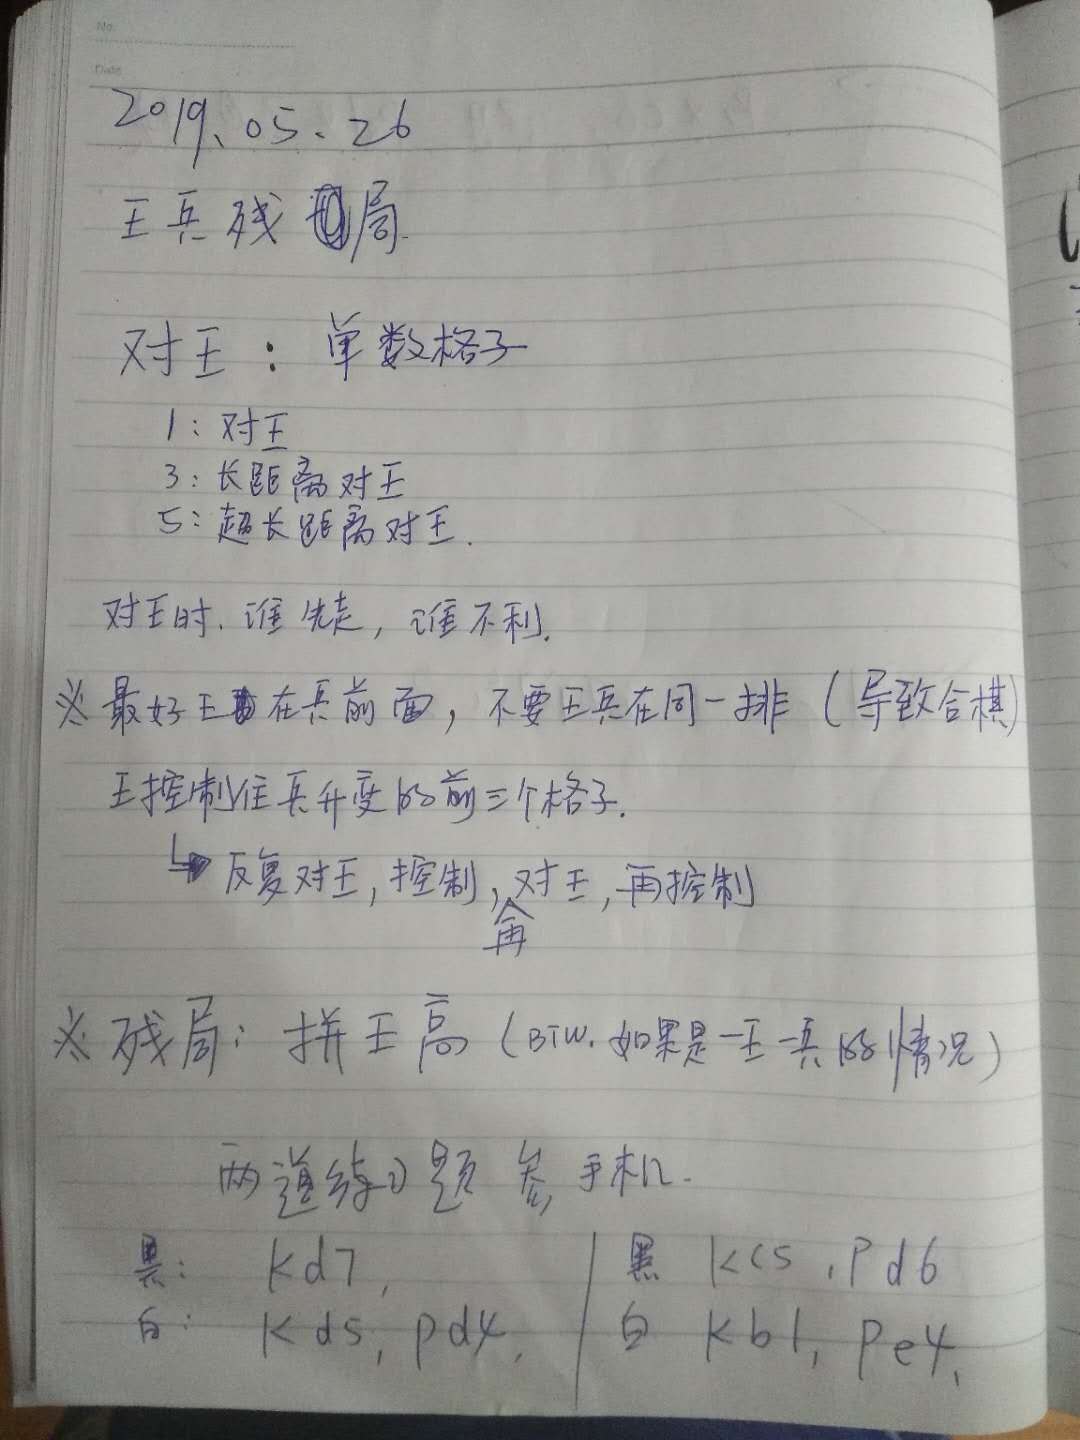 No.
Date
2019.05.26
王兵残局.
对王：单数格子
1：对王
3：长距离对王
5：超长距离对王.
对王时.谁先走，谁不利.
※最好王在兵前面，不要王兵在同一排（导致合棋）
王控制住兵升变的前三个格子.
↳反复对王，控制，再对王，再控制
※残局：拼王高（BTW.如果是一王一兵的情况）
两道练习题参手机.
黑： Kd7, 黑 Kc5,Pd6
白： Kd5,Pd4, 白 Kb1,Pe4,